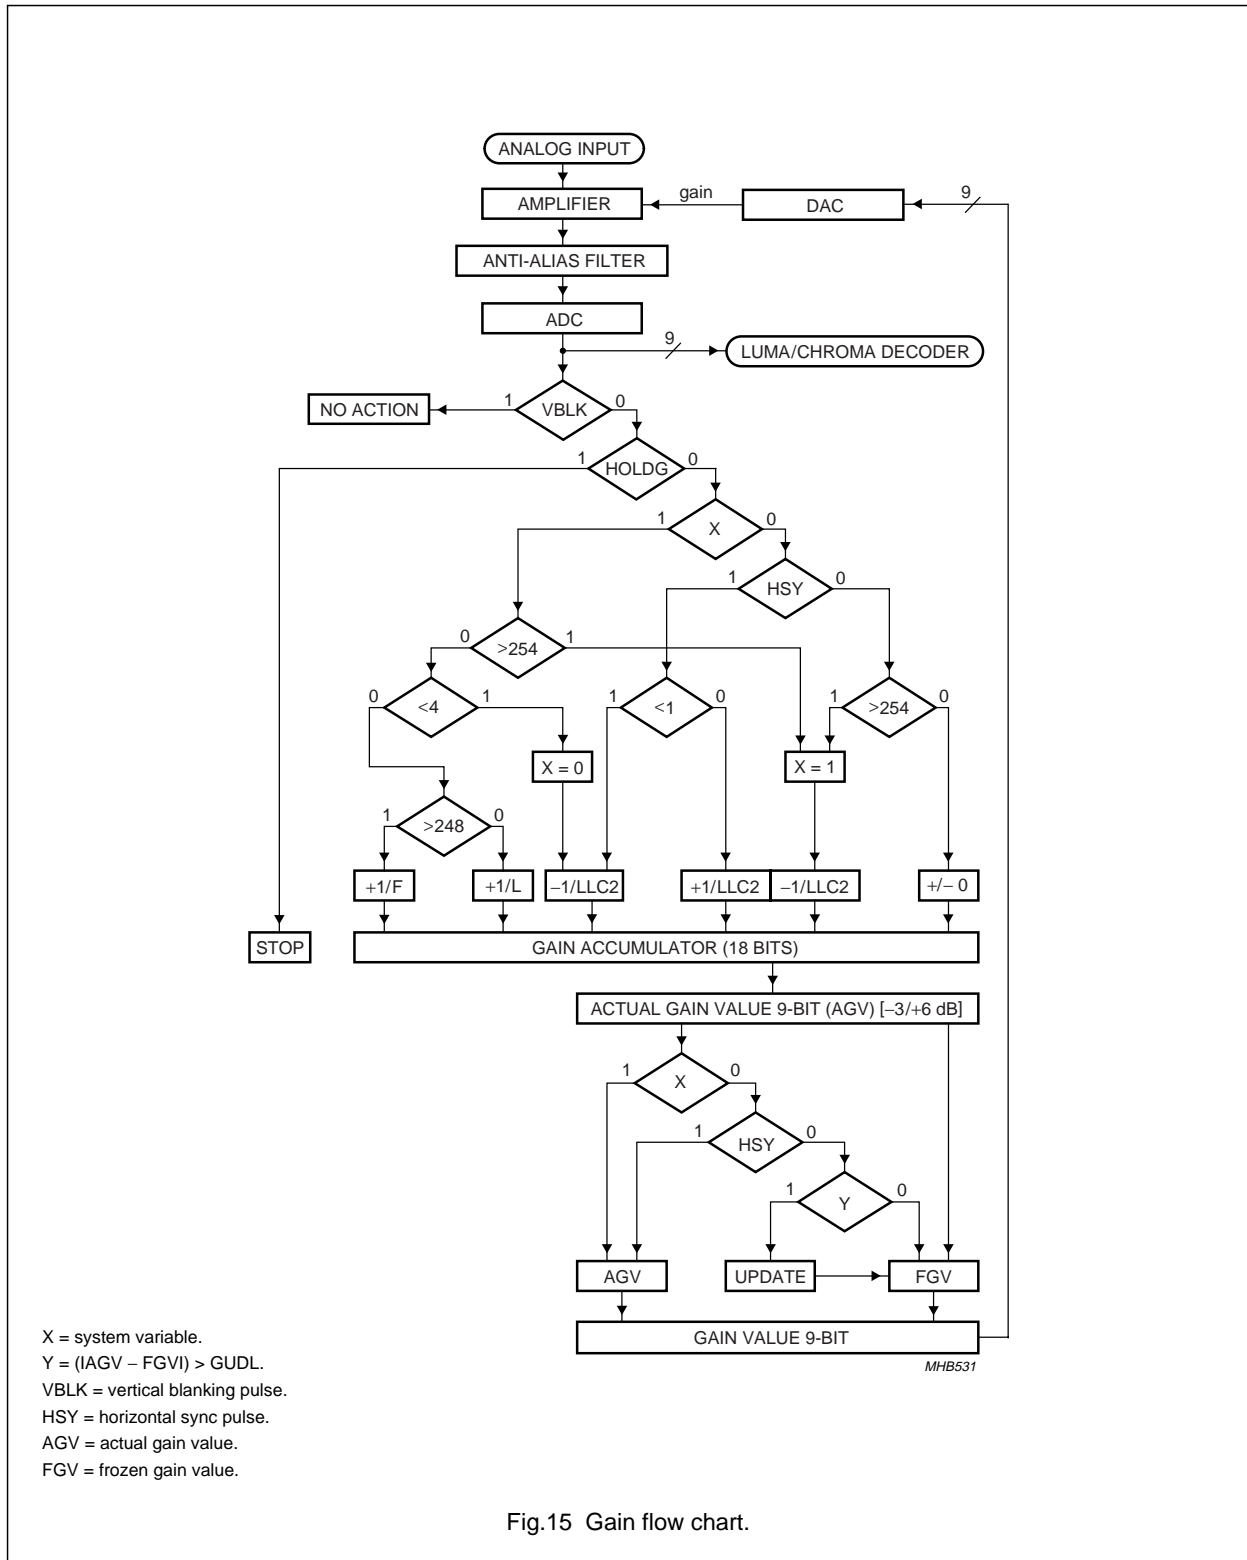 ANALOG INPUT
AMPLIFIER
gain
DAC
9
ANTI-ALIAS FILTER
ADC
9
LUMA/CHROMA DECODER
NO ACTION
1
VBLK
0
1
HOLDG
0
1
X
0
1
HSY
0
0
>254
1
0
<4
1
1
<1
0
1
>254
0
X = 0
X = 1
1
>248
0
+1/F
+1/L
−1/LLC2
+1/LLC2
−1/LLC2
+/− 0
STOP
GAIN ACCUMULATOR (18 BITS)
ACTUAL GAIN VALUE 9-BIT (AGV) [−3/+6 dB]
1
X
0
1
HSY
0
1
Y
0
AGV
UPDATE
FGV
GAIN VALUE 9-BIT
MHB531
X = system variable.
Y = (IAGV − FGVI) > GUDL.
VBLK = vertical blanking pulse.
HSY = horizontal sync pulse.
AGV = actual gain value.
FGV = frozen gain value.
Fig.15 Gain flow chart.